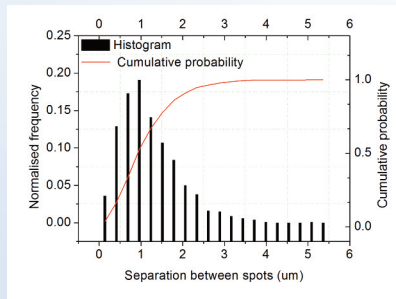 0 1 2 3 4 5 6
Histogram
Cumulative probability
0.25
0.20
0.15
0.10
0.05
0.00
Normalised frequency
1.0
0.5
0.0
Cumulative probability
0 1 2 3 4 5 6
Separation between spots (um)